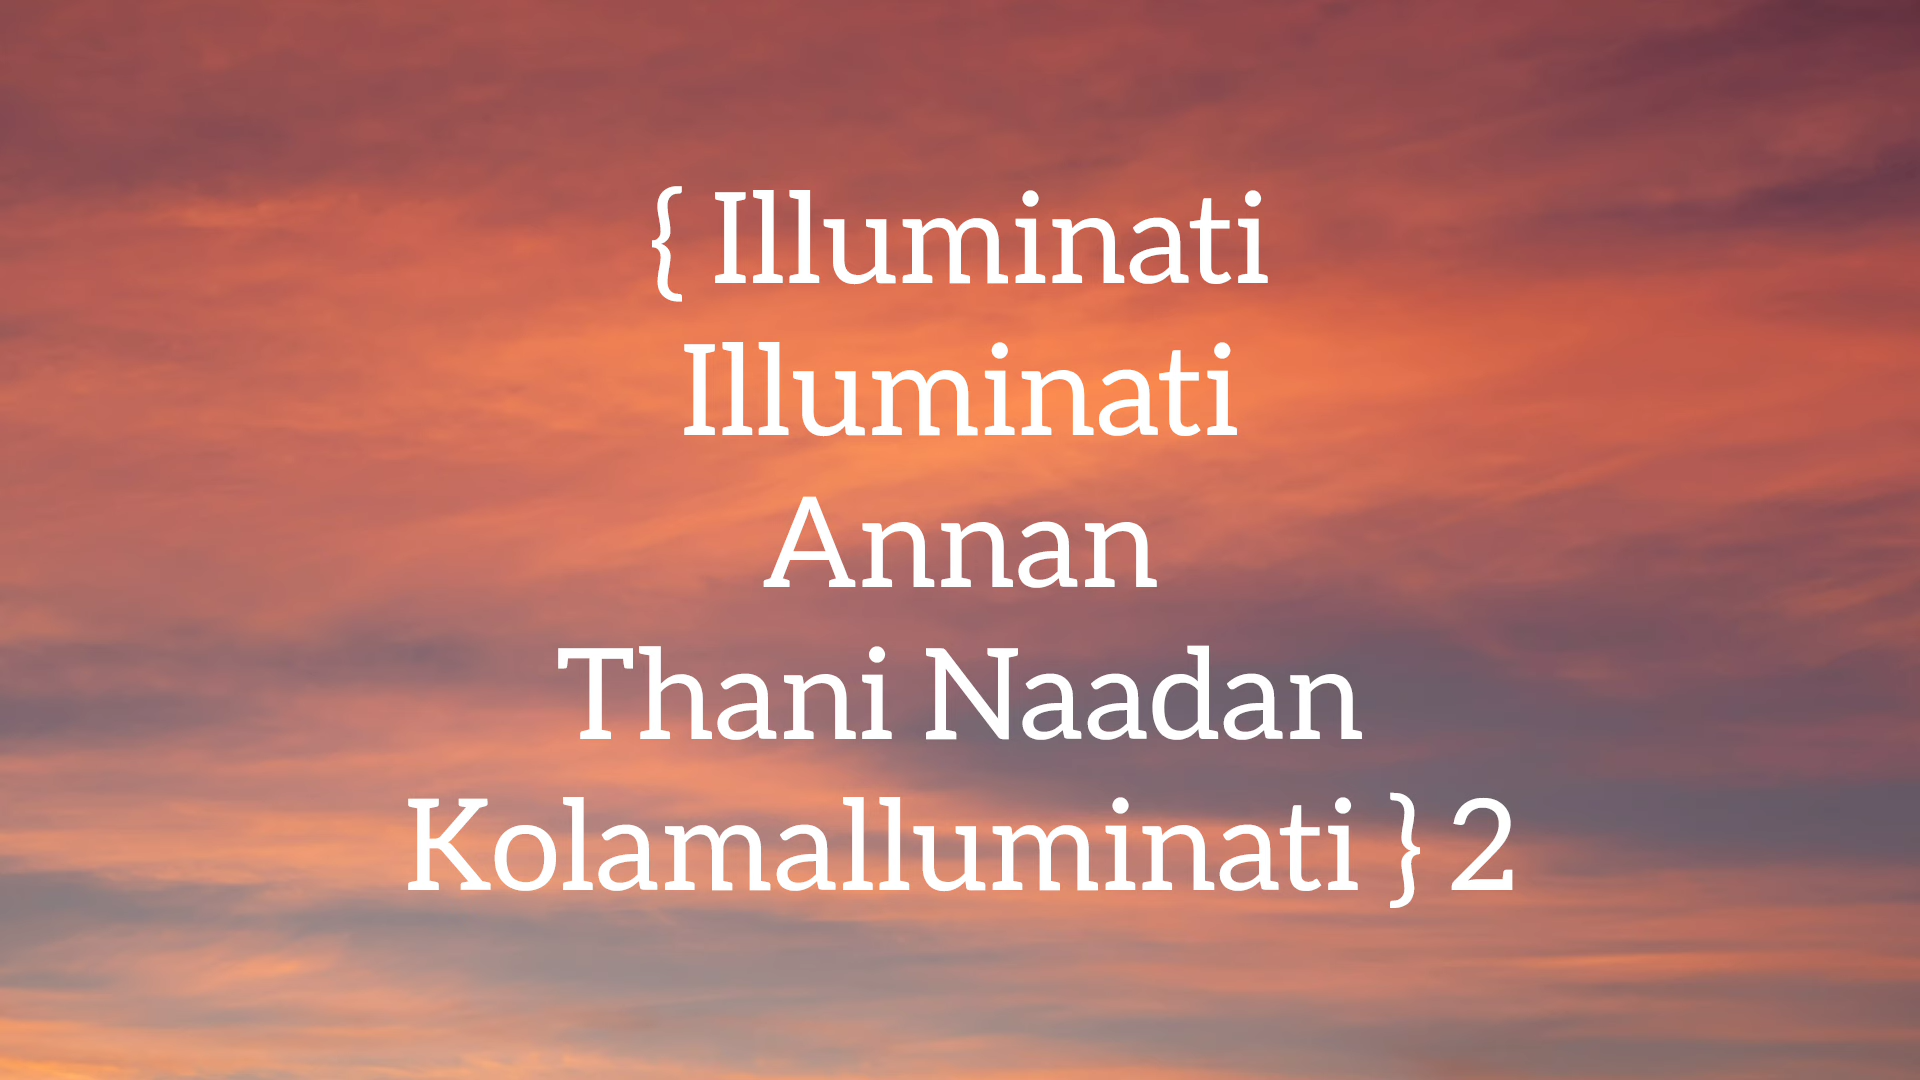 { Illuminati
Illuminati
Annan
Thani Naadan
Kolamalluminati } 2